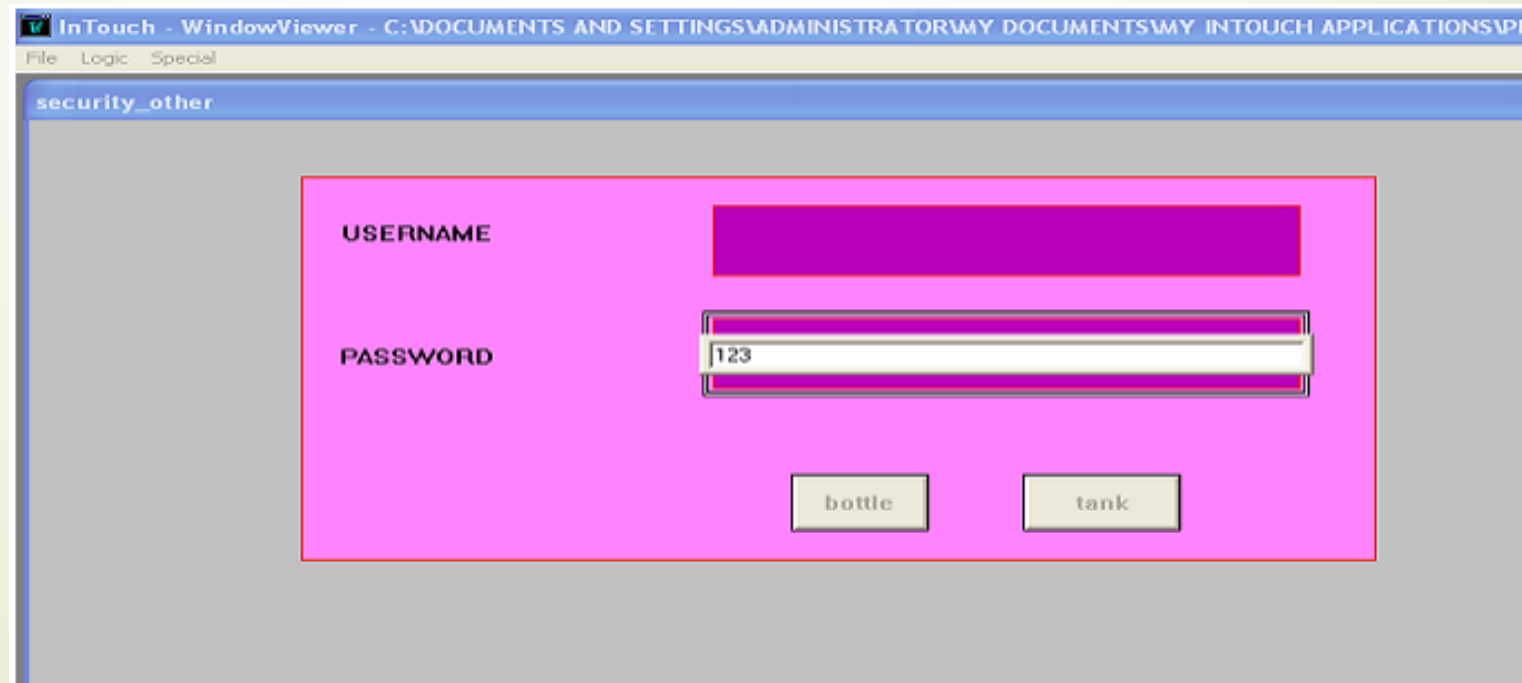 InTouch - WindowViewer - C:\DOCUMENTS AND SETTINGS\ADMINISTRATOR\MY DOCUMENTS\MY INTOUCH APPLICATIONS\P
File Logic Special
security_other
USERNAME
PASSWORD 123
bottle tank